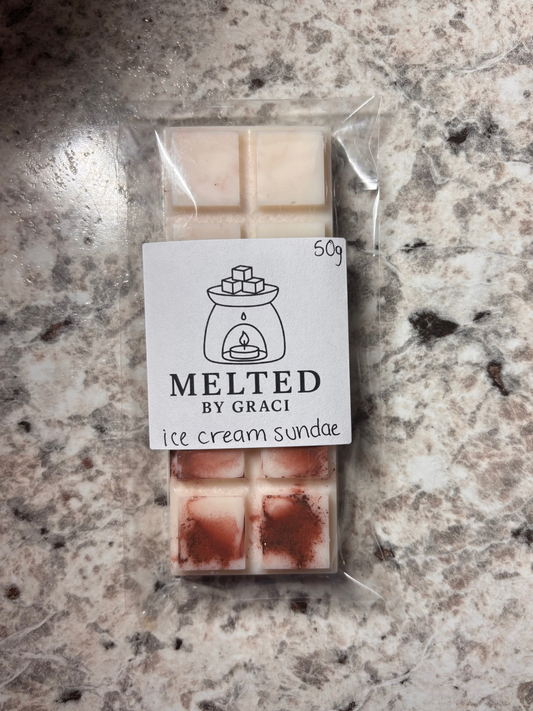 50g
MELTED
BY GRACI
ice cream sundae